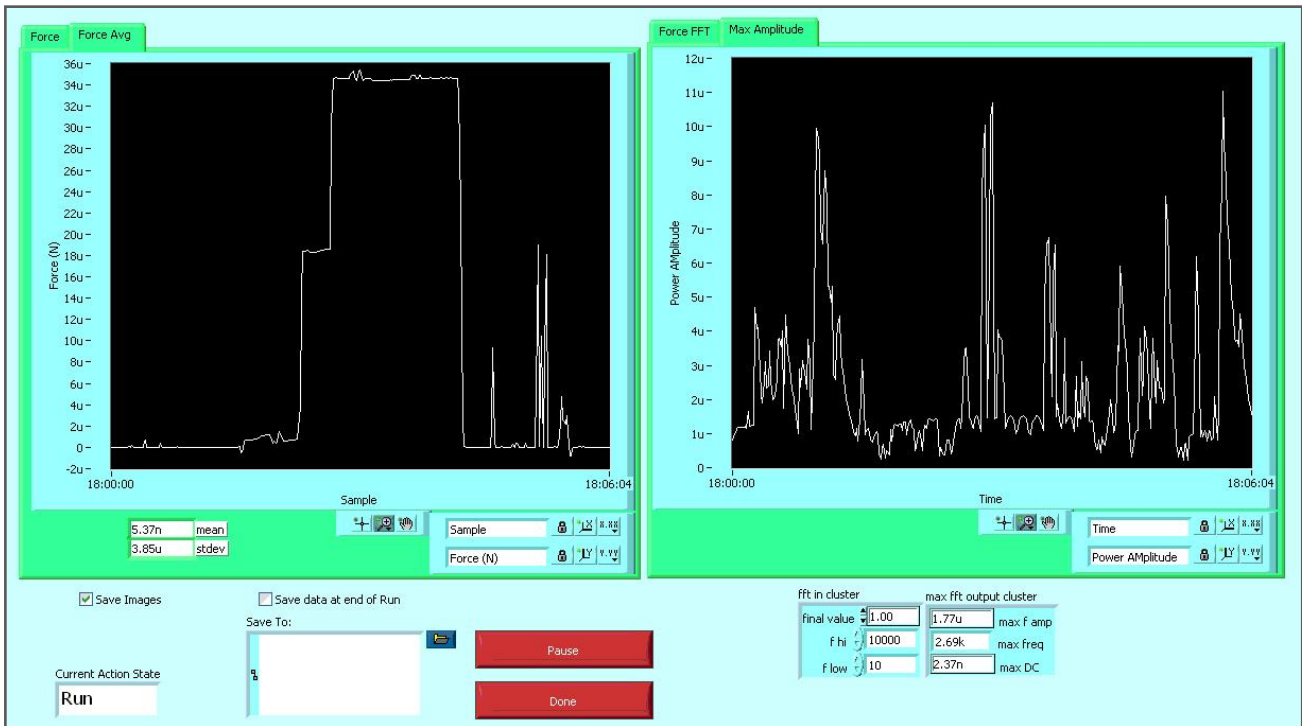 Force
Force Avg
36u
34u
32u
30u
28u
26u
24u
22u
20u
18u
16u
14u
12u
10u
8u
6u
4u
2u
0
-2u
Force (N)
18:00:00
18:06:04
Sample
5.37n mean
3.85u stdev
Sample
X
X.XX
Force (N)
Y
Y.YY
Force FFT
Max Amplitude
12u
11u
10u
9u
8u
7u
6u
5u
4u
3u
2u
1u
0
Power AMplitude
18:00:00
18:06:04
Time
Time
X
X.XX
Power AMplitude
Y
Y.YY
Save Images
Save data at end of Run
Save To:
Current Action State
Run
Pause
Done
fft in cluster
final value 1.00
f hi 10000
f low 10
max fft output cluster
1.77u max f amp
2.69k max freq
2.37n max DC